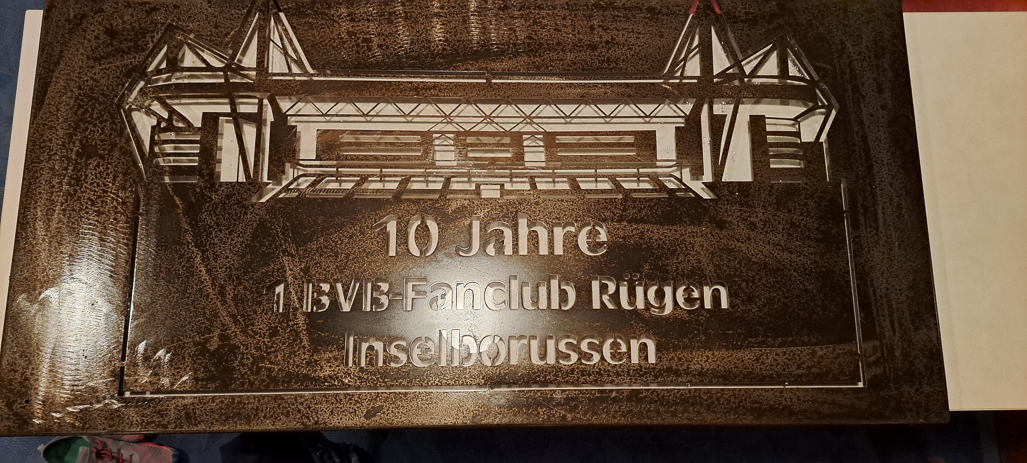 10 Jahre
1 BVB-Fanclub Rügen
Inselborussen